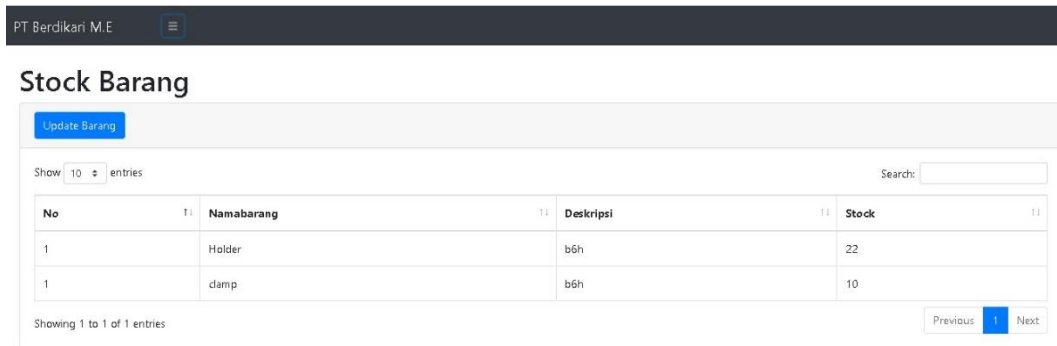 PT Berdikari M.E
Stock Barang
Update Barang
Show 10 entries Search:
No Namabarang Deskripsi Stock
1 Holder b6h 22
1 clamp b6h 10
Showing 1 to 1 of 1 entries Previous 1 Next